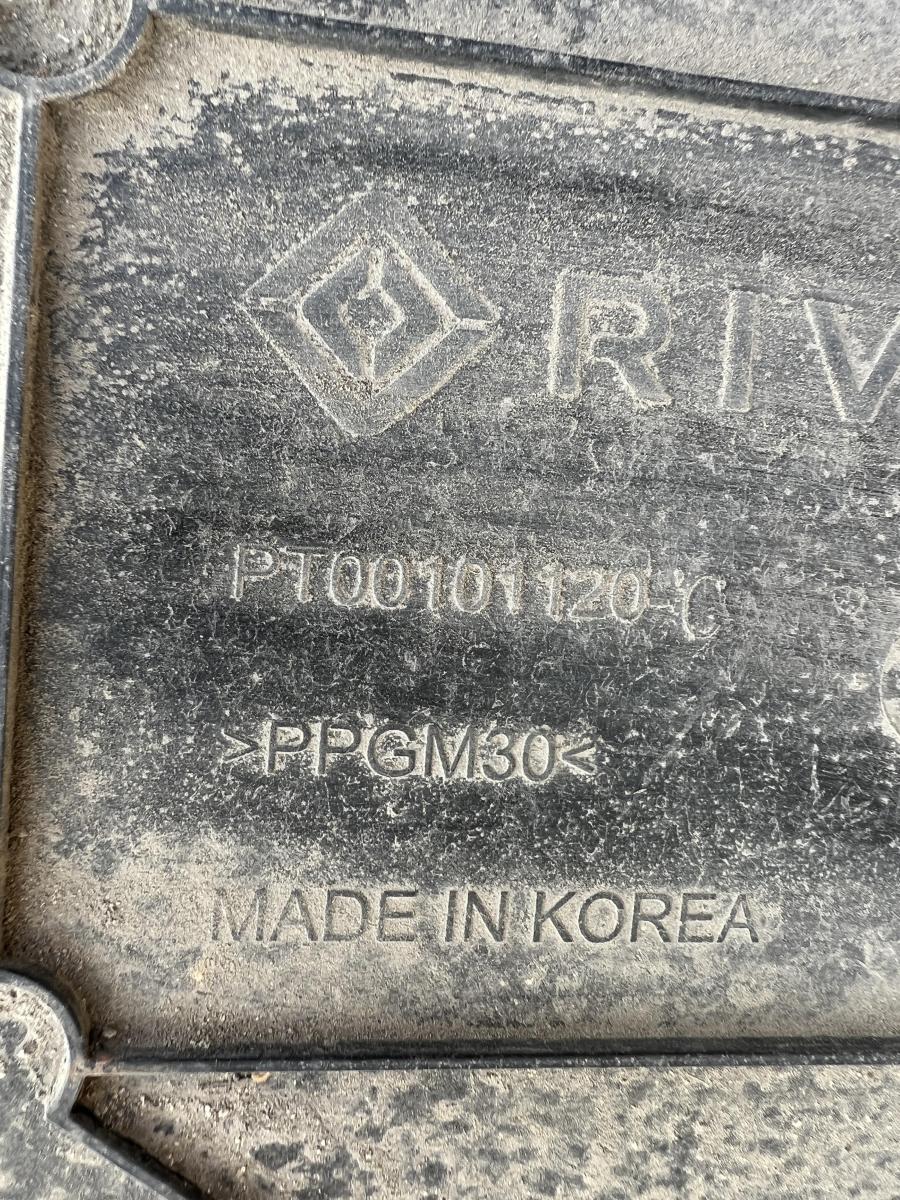 RIV
PT00101120-C
>PPGM30<
MADE IN KOREA